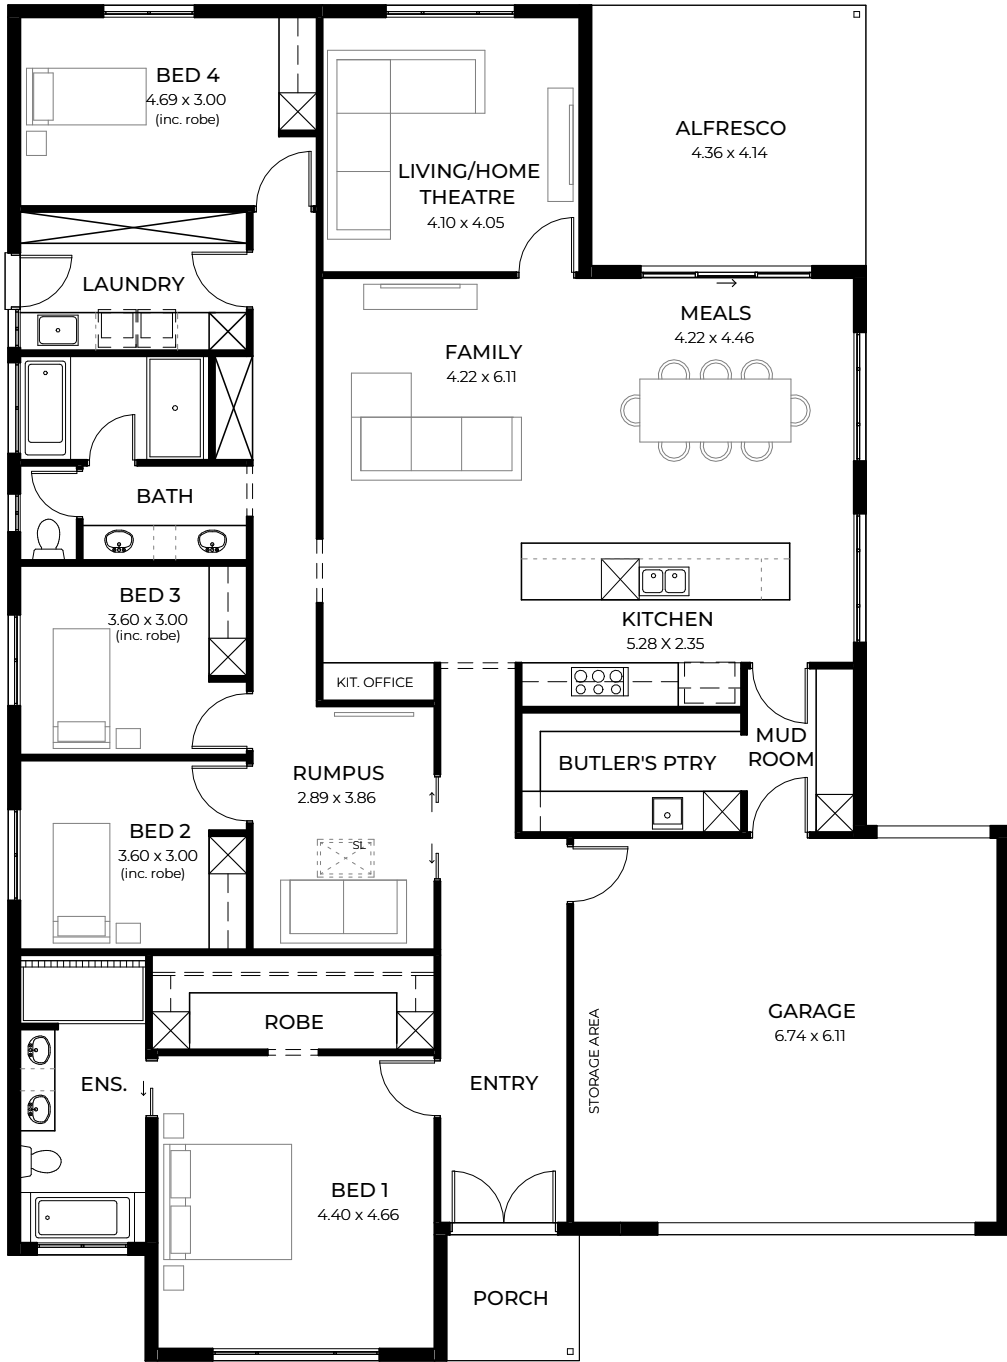 BED 4
4.69 x 3.00
(inc. robe)
LIVING/HOME
THEATRE
4.10 x 4.05
ALFRESCO
4.36 x 4.14
LAUNDRY
MEALS
4.22 x 4.46
FAMILY
4.22 x 6.11
BATH
BED 3
3.60 x 3.00
(inc. robe)
KITCHEN
5.28 X 2.35
KIT. OFFICE
MUD
ROOM
BUTLER'S PTRY
RUMPUS
2.89 x 3.86
SL
BED 2
3.60 x 3.00
(inc. robe)
ROBE
GARAGE
6.74 x 6.11
STORAGE AREA
ENS.
ENTRY
BED 1
4.40 x 4.66
PORCH